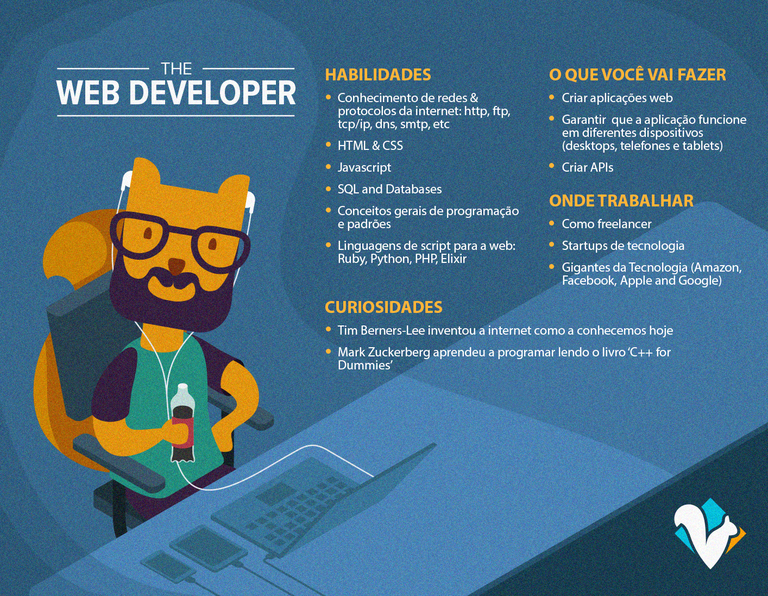 THE
WEB DEVELOPER
HABILIDADES
• Conhecimento de redes &
protocolos da internet: http, ftp,
tcp/ip, dns, smtp, etc
• HTML & CSS
• Javascript
• SQL and Databases
• Conceitos gerais de programação
e padrões
• Linguagens de script para a web:
Ruby, Python, PHP, Elixir
O QUE VOCÊ VAI FAZER
• Criar aplicações web
• Garantir que a aplicação funcione
em diferentes dispositivos
(desktops, telefones e tablets)
• Criar APIs
ONDE TRABALHAR
• Como freelancer
• Startups de tecnologia
• Gigantes da Tecnologia (Amazon,
Facebook, Apple and Google)
CURIOSIDADES
• Tim Berners-Lee inventou a internet como a conhecemos hoje
• Mark Zuckerberg aprendeu a programar lendo o livro ‘C++ for
Dummies’